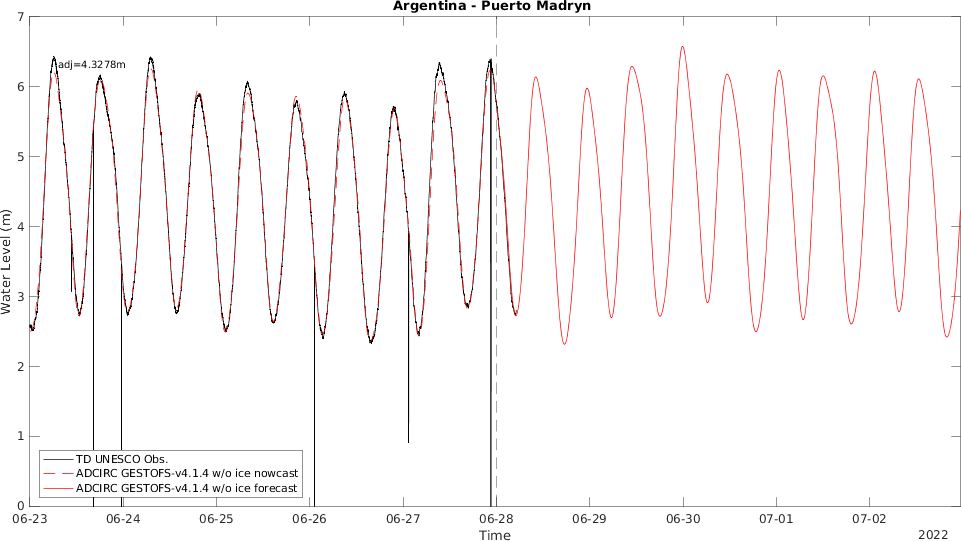 Argentina - Puerto Madryn
7
adj=4.3278m
6
5
4
3
2
1
0
Water Level (m)
TD UNESCO Obs.
ADCIRC GESTOFS-v4.1.4 w/o ice nowcast
ADCIRC GESTOFS-v4.1.4 w/o ice forecast
06-23 06-24 06-25 06-26 06-27 06-28 06-29 06-30 07-01 07-02
Time
2022